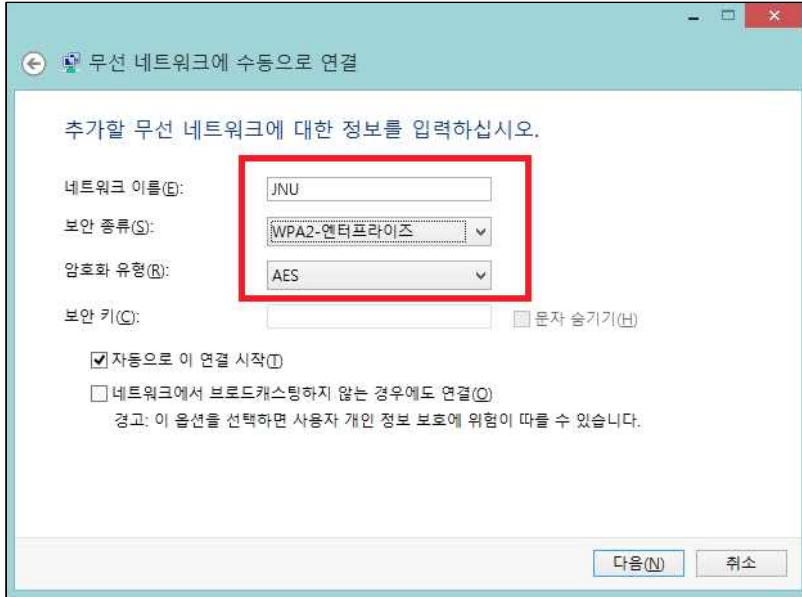 무선 네트워크에 수동으로 연결
추가할 무선 네트워크에 대한 정보를 입력하십시오.
네트워크 이름(E): JNU
보안 종류(S): WPA2-엔터프라이즈
암호화 유형(R): AES
보안 키(C): 문자 숨기기(H)
자동으로 이 연결 시작(T)
네트워크에서 브로드캐스팅하지 않는 경우에도 연결(O)
경고: 이 옵션을 선택하면 사용자 개인 정보 보호에 위험이 따를 수 있습니다.
다음(N) 취소